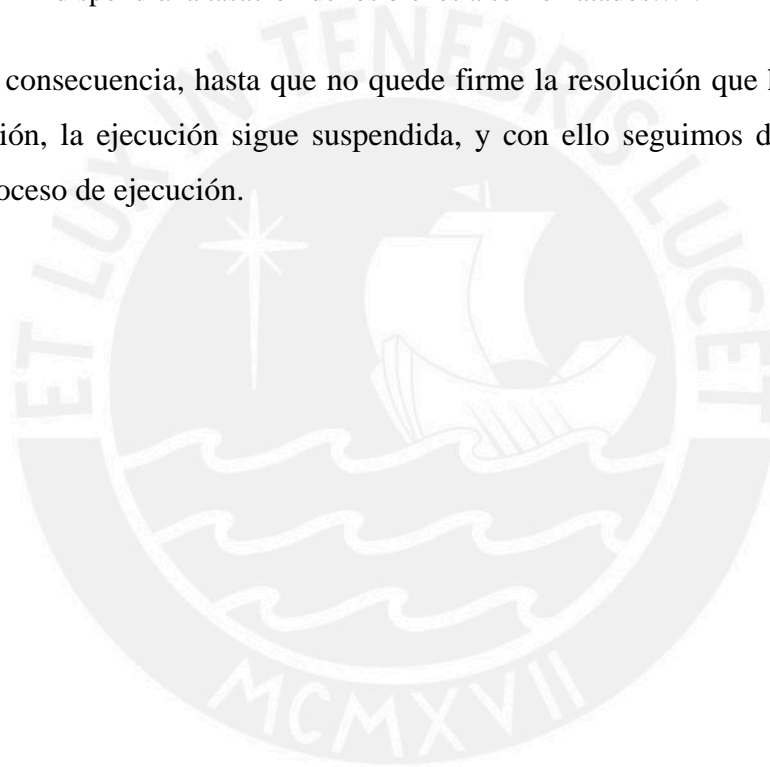 consecuencia, hasta que no quede firme la resolución que
ión, la ejecución sigue suspendida, y con ello seguimos d
oceso de ejecución.
ET LUX IN TENEBRIS LUCET
MCMXVII